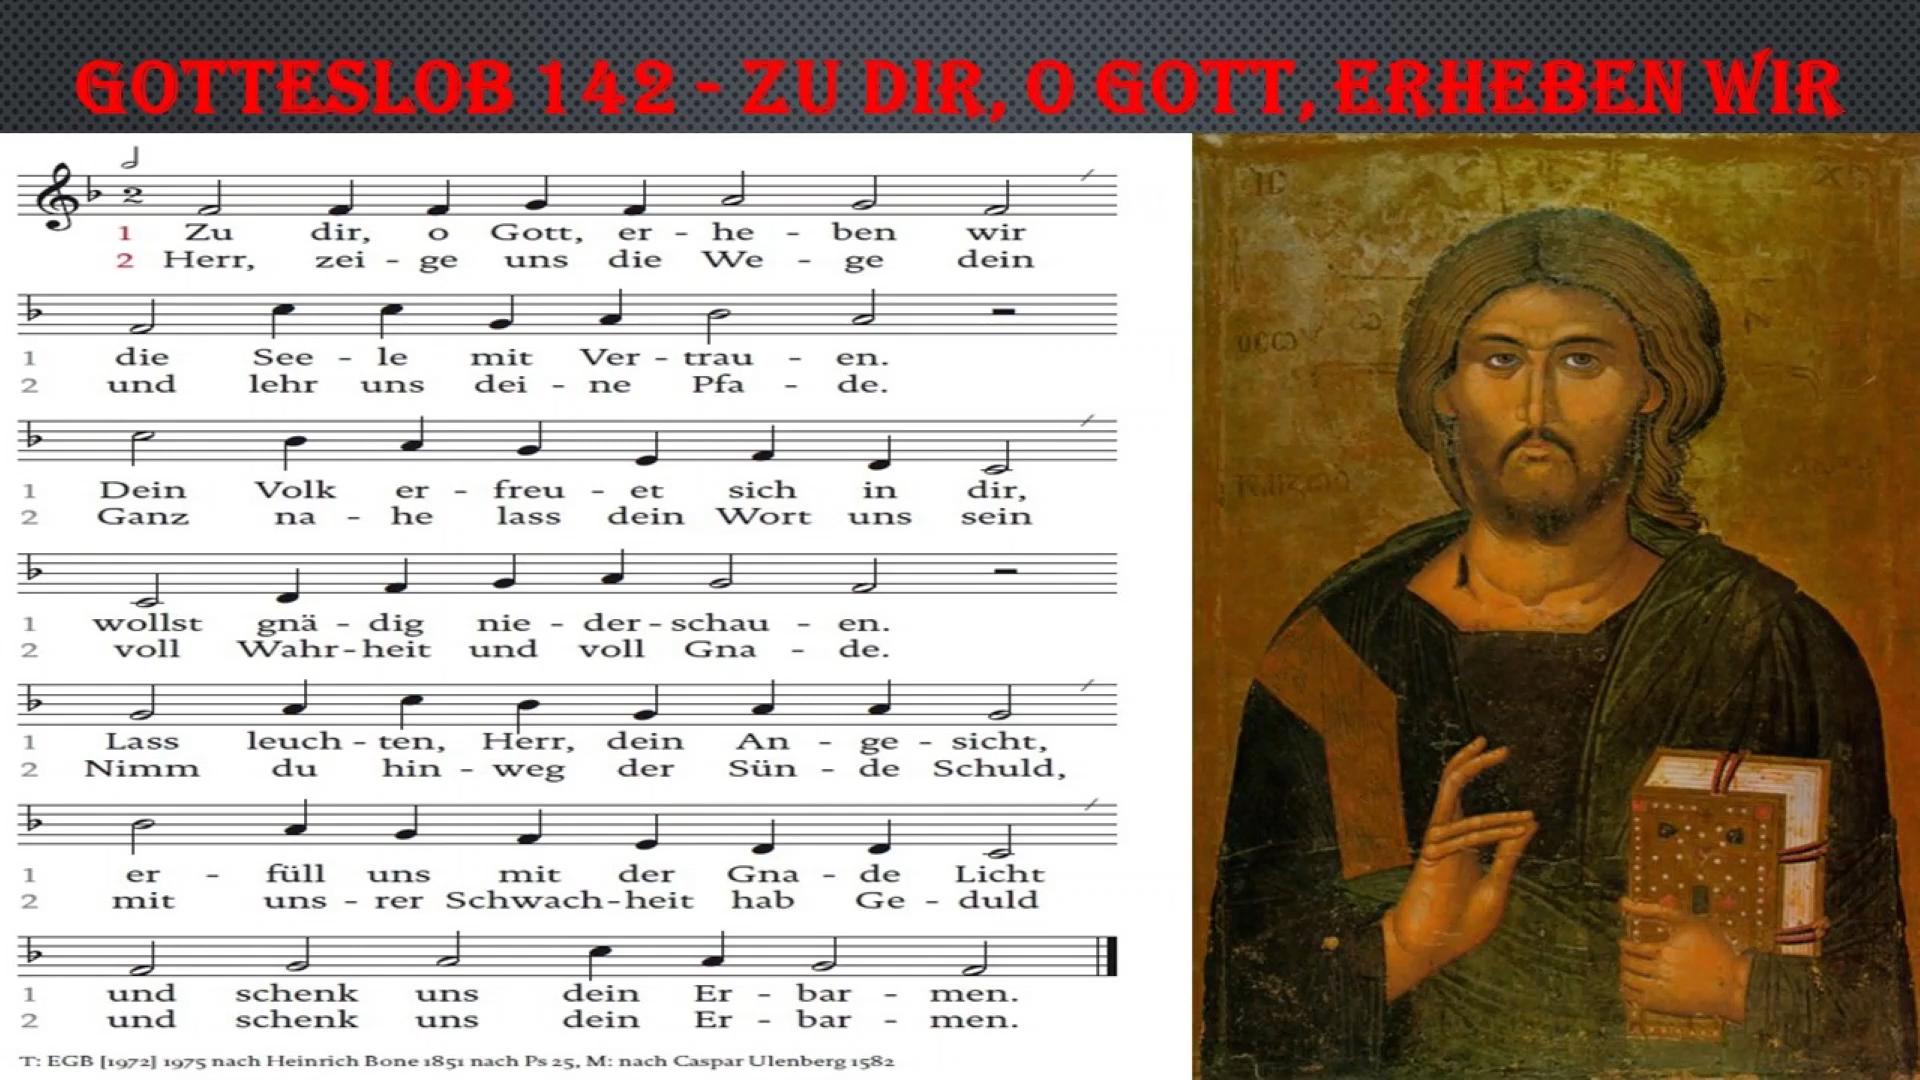 GOTTESLOB 142 - ZU DIR, O GOTT, ERHEBEN WIR
1 Zu dir, o Gott, er - he - ben wir
2 Herr, zei - ge uns die We - ge dein
1 die See - le mit Ver - trau - en.
2 und lehr uns dei - ne Pfa - de.
1 Dein Volk er - freu - et sich in dir,
2 Ganz na - he lass dein Wort uns sein
1 wollst gnä - dig nie - der - schau - en.
2 voll Wahr - heit und voll Gna - de.
1 Lass leuch - ten, Herr, dein An - ge - sicht,
2 Nimm du hin - weg der Sün - de Schuld,
1 er - füll uns mit der Gna - de Licht
2 mit uns - rer Schwach - heit hab Ge - duld
1 und schenk uns dein Er - bar - men.
2 und schenk uns dein Er - bar - men.
T: EGB [1972] 1975 nach Heinrich Bone 1851 nach Ps 25, M: nach Caspar Ulenberg 1582